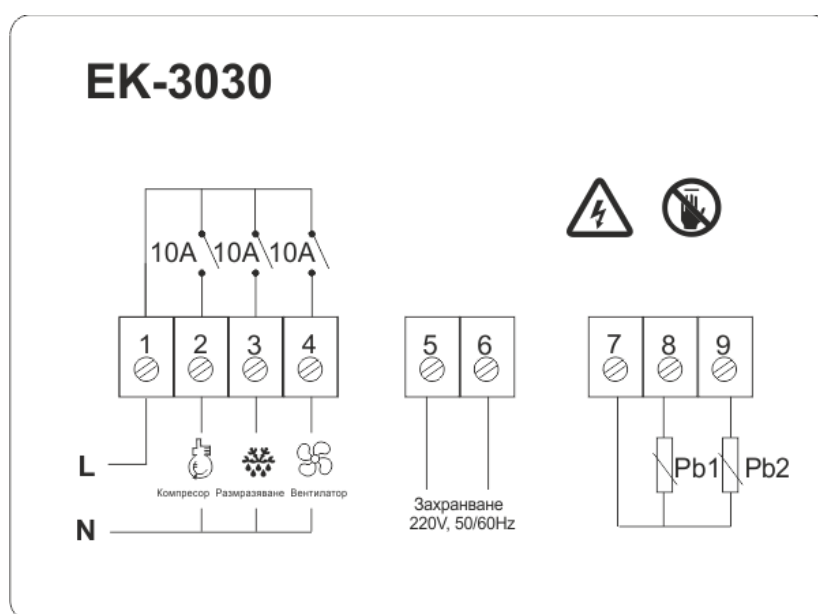 EK-3030
10A 10A 10A
1 2 3 4 5 6 7 8 9
L
Компресор Размразяване Вентилатор
Pb1 Pb2
Захранване
220V, 50/60Hz
N